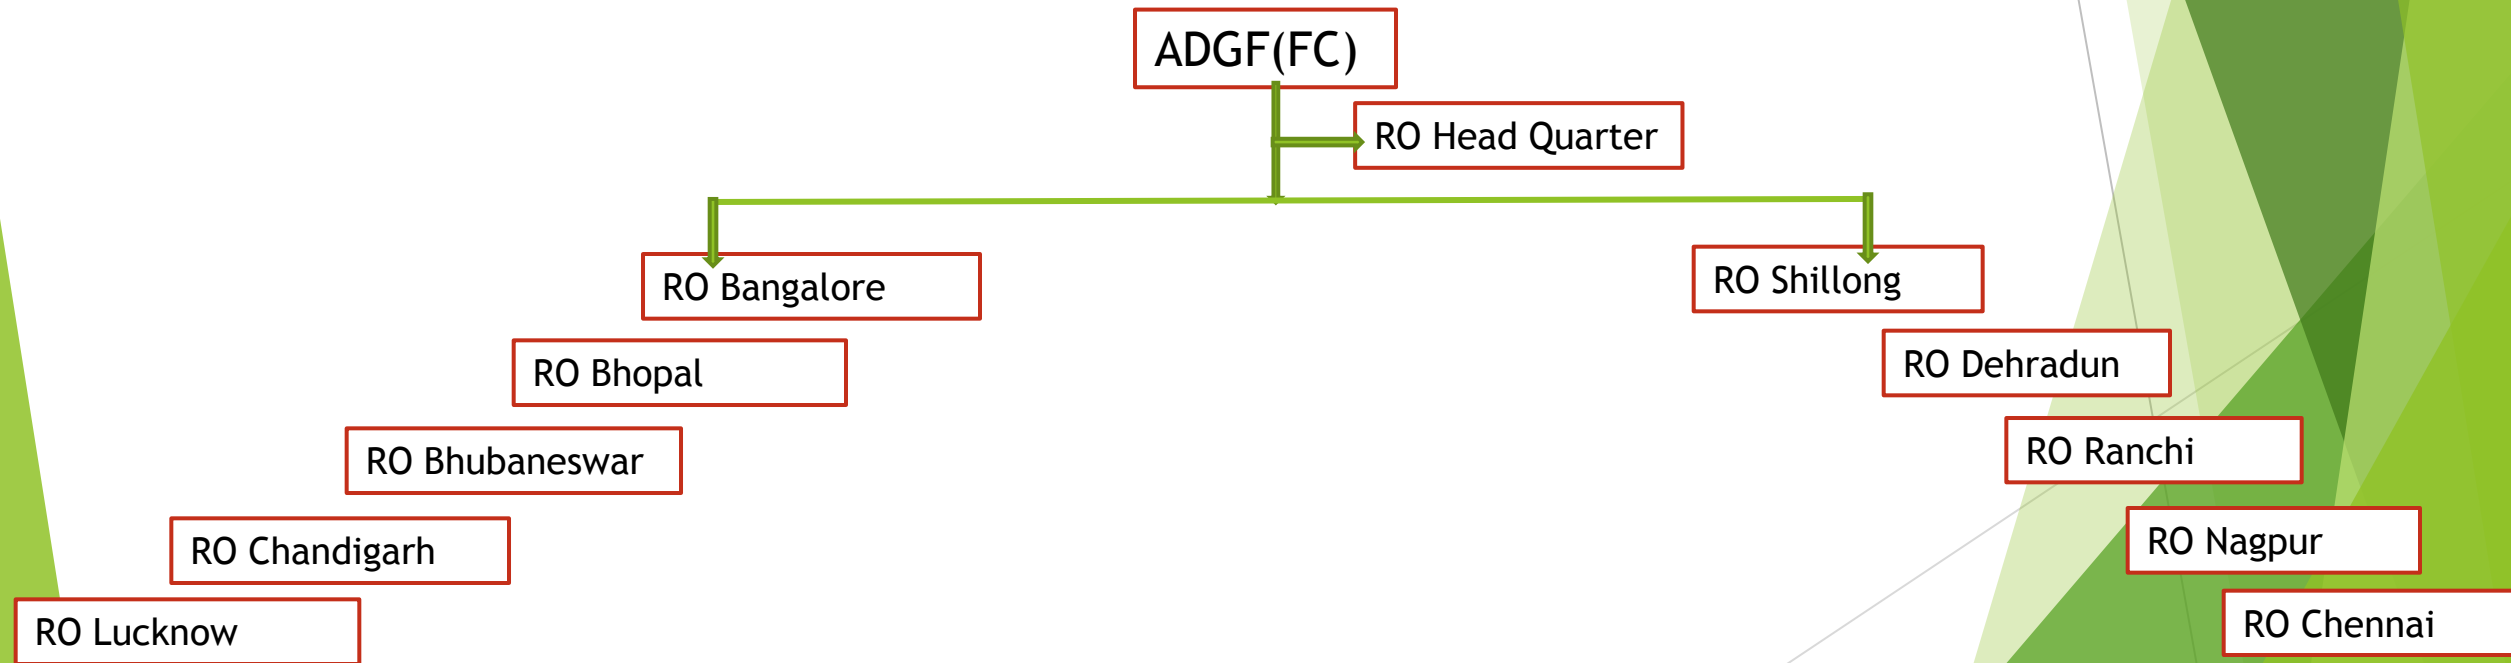 ADGF(FC)
RO Head Quarter
RO Bangalore
RO Shillong
RO Bhopal
RO Dehradun
RO Bhubaneswar
RO Ranchi
RO Chandigarh
RO Nagpur
RO Lucknow
RO Chennai